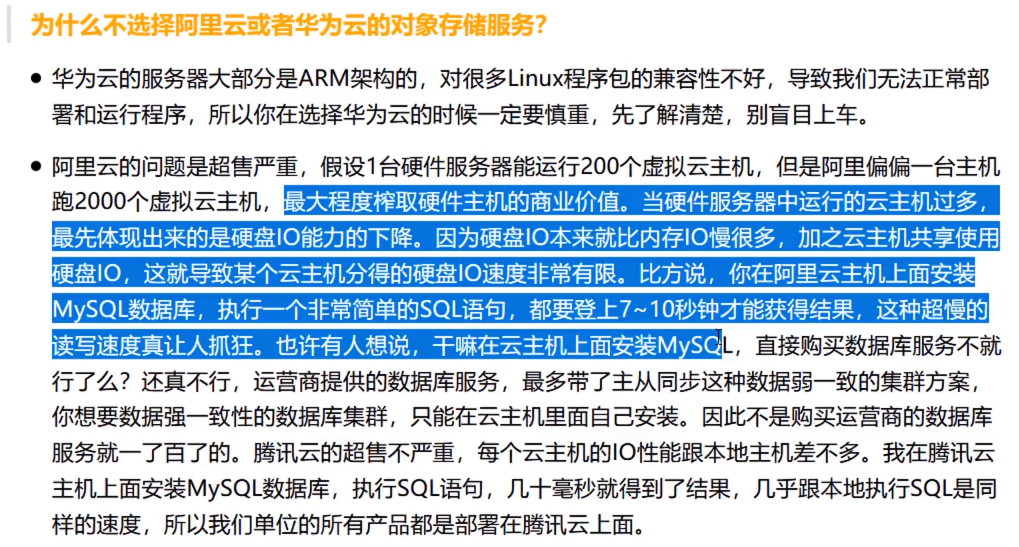 为什么不选择阿里云或者华为云的对象存储服务？
华为云的服务器大部分是ARM架构的，对很多Linux程序包的兼容性不好，导致我们无法正常部
署和运行程序，所以你在选择华为云的时候一定要慎重，先了解清楚，别盲目上车。
阿里云的问题是超售严重，假设1台硬件服务器能运行200个虚拟云主机，但是阿里偏偏一台主机
跑2000个虚拟云主机，最大程度榨取硬件主机的商业价值。当硬件服务器中运行的云主机过多，
最先体现出来的是硬盘IO能力的下降。因为硬盘IO本来就比内存IO慢很多，加之云主机共享使用
硬盘IO，这就导致某个云主机分得的硬盘IO速度非常有限。比方说，你在阿里云主机上面安装
MySQL数据库，执行一个非常简单的SQL语句，都要登上7~10秒钟才能获得结果，这种超慢的
读写速度真让人抓狂。也许有人想说，干嘛在云主机上面安装MySQL，直接购买数据库服务不就
行了么？还真不行，运营商提供的数据库服务，最多带了主从同步这种数据弱一致的集群方案，
你想要数据强一致性的数据库集群，只能在云主机里面自己安装。因此不是购买运营商的数据库
服务就一了百了的。腾讯云的超售不严重，每个云主机的IO性能跟本地主机差不多。我在腾讯云
主机上面安装MySQL数据库，执行SQL语句，几十毫秒就得到了结果，几乎跟本地执行SQL是同
样的速度，所以我们单位的所有产品都是部署在腾讯云上面。